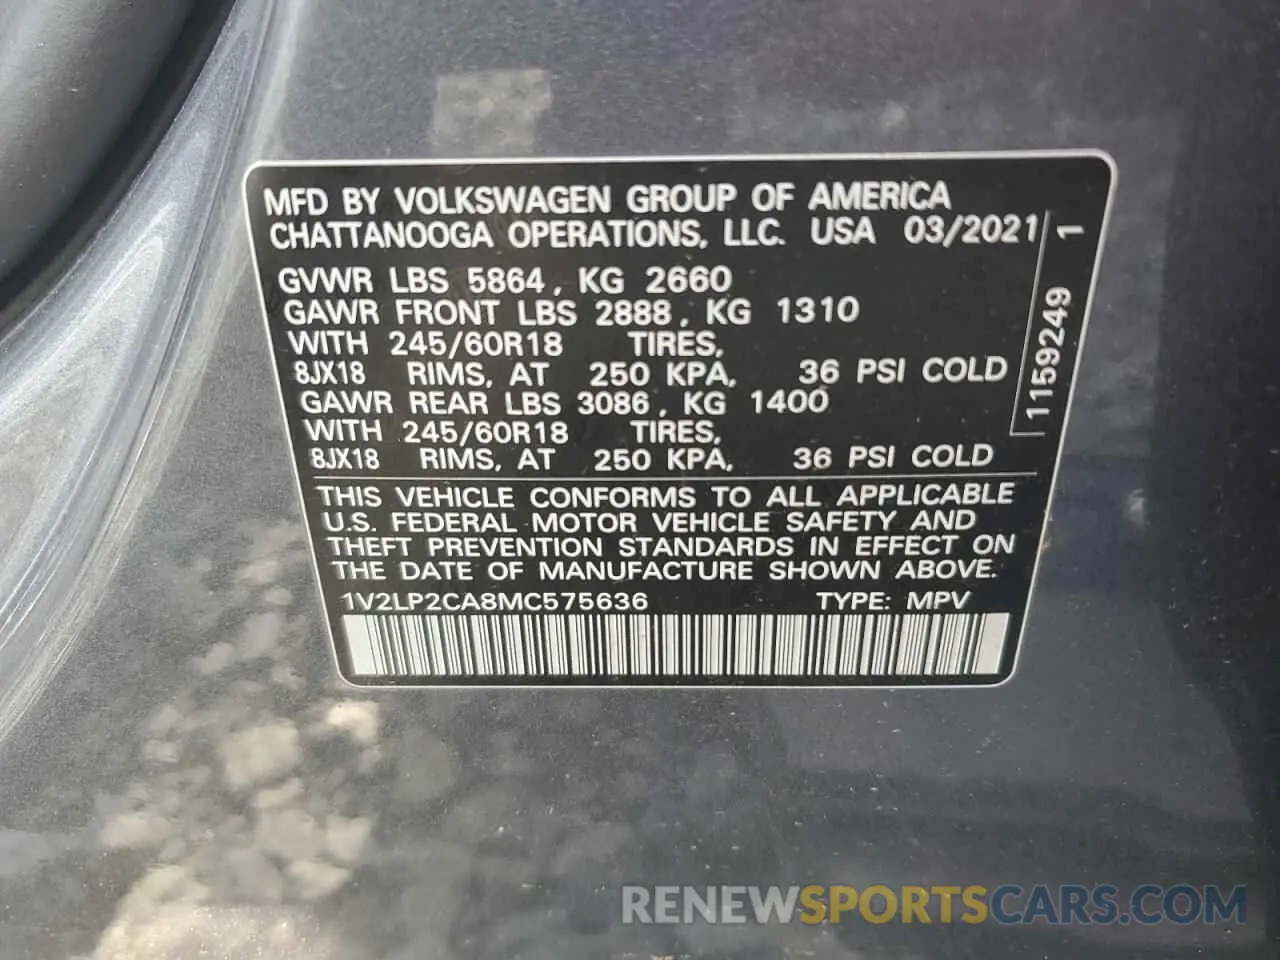 MFD BY VOLKSWAGEN GROUP OF AMERICA
CHATTANOOGA OPERATIONS, LLC. USA 03/2021
GVWR LBS 5864, KG 2660
GAWR FRONT LBS 2888, KG 1310
WITH 245/60R18 TIRES,
8JX18 RIMS, AT 250 KPA, 36 PSI COLD
GAWR REAR LBS 3086, KG 1400
WITH 245/60R18 TIRES,
8JX18 RIMS, AT 250 KPA, 36 PSI COLD
1159249 1
THIS VEHICLE CONFORMS TO ALL APPLICABLE
U.S. FEDERAL MOTOR VEHICLE SAFETY AND
THEFT PREVENTION STANDARDS IN EFFECT ON
THE DATE OF MANUFACTURE SHOWN ABOVE.
1V2LP2CA8MC575636 TYPE: MPV
RENEWSPORTSCARS.COM